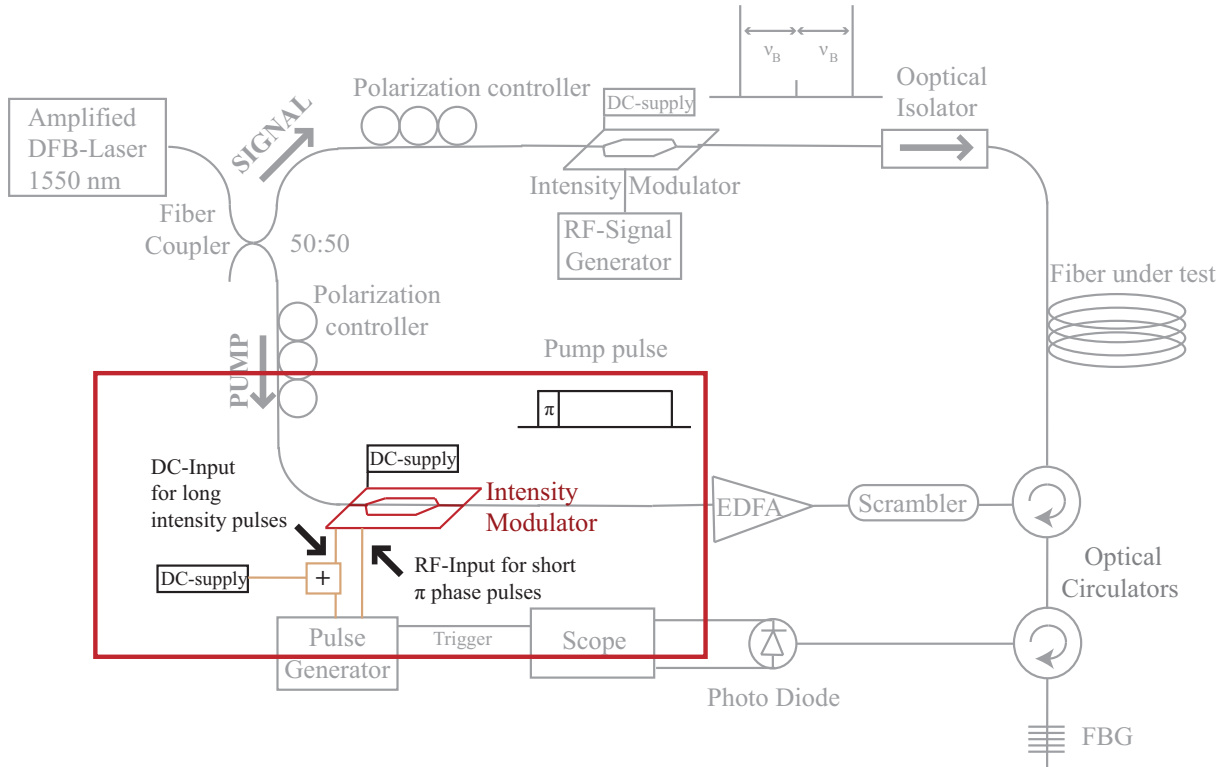 Amplified
DFB-Laser
1550 nm
SIGNAL
Polarization controller
DC-supply
Intensity Modulator
RF-Signal
Generator
ν_B ν_B
Ooptical
Isolator
Fiber
Coupler
50:50
Polarization
controller
Fiber under test
PUMP
Pump pulse
π
DC-Input
for long
intensity pulses
DC-supply
Intensity
Modulator
EDFA
Scrambler
DC-supply
+
RF-Input for short
π phase pulses
Optical
Circulators
Pulse
Generator
Trigger
Scope
Photo Diode
FBG